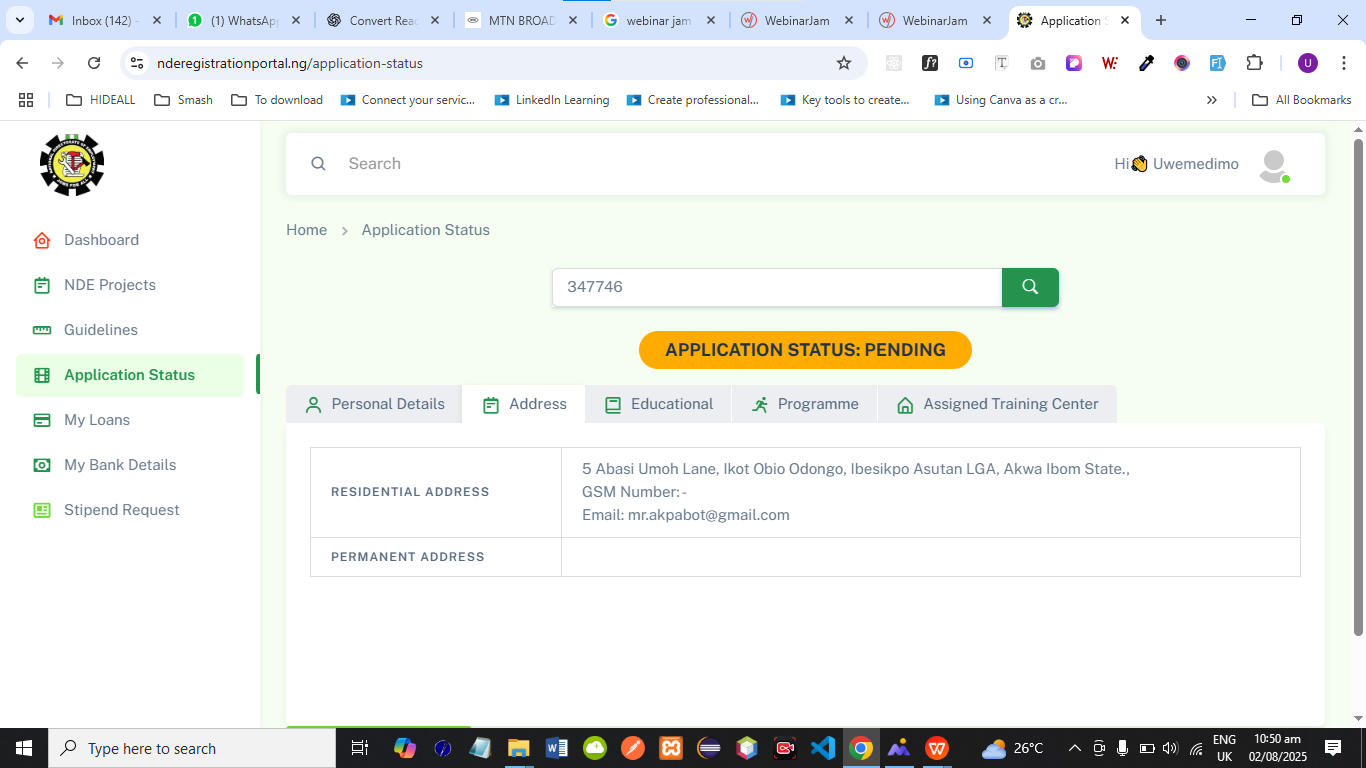 Inbox (142) -
(1) WhatsAp
Convert Reac
MTN BROAD
webinar jam
WebinarJam
WebinarJam
Application S
nderegistrationportal.ng/application-status
U
HIDEALL
Smash
To download
Connect your servic...
LinkedIn Learning
Create professional...
Key tools to create...
Using Canva as a cr...
All Bookmarks
Search
Hi👏 Uwemedimo
Dashboard
NDE Projects
Guidelines
Application Status
My Loans
My Bank Details
Stipend Request
Home > Application Status
347746
APPLICATION STATUS: PENDING
Personal Details
Address
Educational
Programme
Assigned Training Center
RESIDENTIAL ADDRESS
5 Abasi Umoh Lane, Ikot Obio Odongo, Ibesikpo Asutan LGA, Akwa Ibom State.,
GSM Number: -
Email: mr.akpabot@gmail.com
PERMANENT ADDRESS
Type here to search
26°C
ENG
UK
10:50 am
02/08/2025